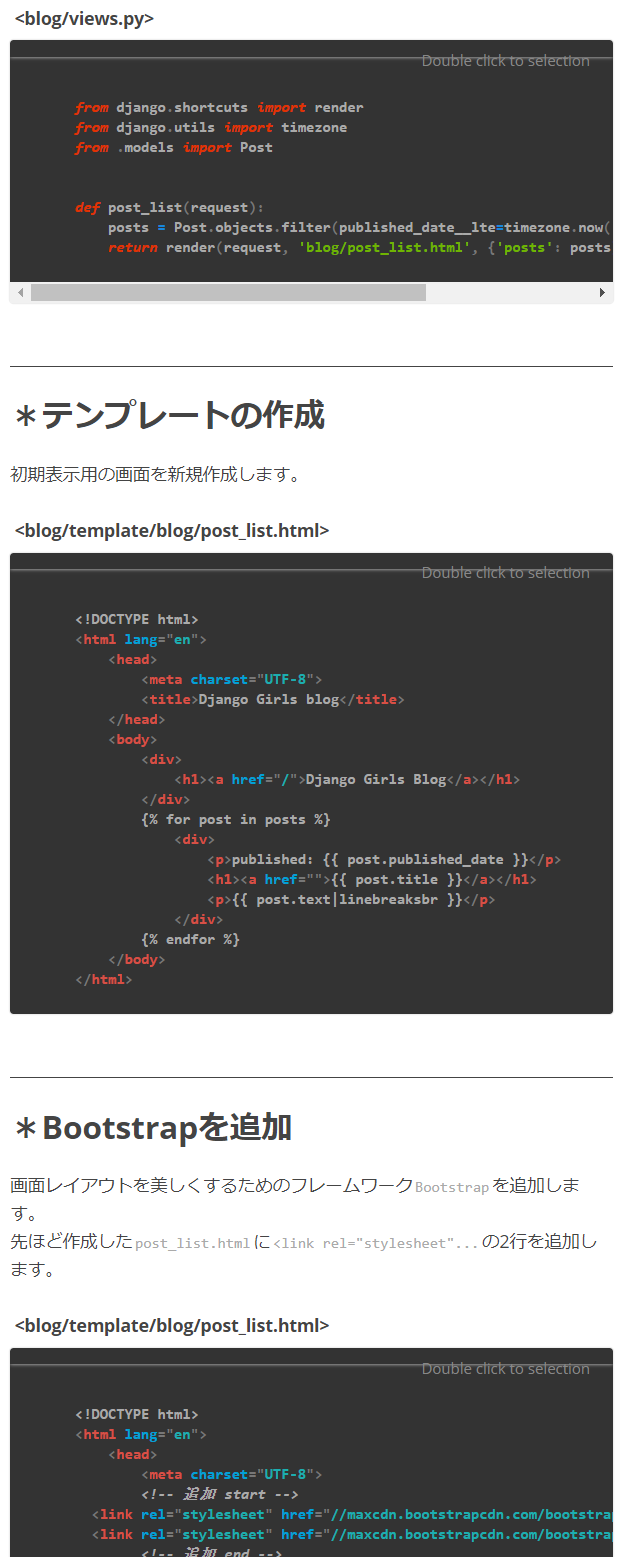 <blog/views.py>
Double click to selection
from django.shortcuts import render
from django.utils import timezone
from .models import Post
def post_list(request):
posts = Post.objects.filter(published_date__lte=timezone.now(
return render(request, 'blog/post_list.html', {'posts': posts
＊テンプレートの作成
初期表示用の画面を新規作成します。
<blog/template/blog/post_list.html>
Double click to selection
<!DOCTYPE html>
<html lang="en">
<head>
<meta charset="UTF-8">
<title>Django Girls blog</title>
</head>
<body>
<div>
<h1><a href="/">Django Girls Blog</a></h1>
</div>
{% for post in posts %}
<div>
<p>published: {{ post.published_date }}</p>
<h1><a href="">{{ post.title }}</a></h1>
<p>{{ post.text|linebreaksbr }}</p>
</div>
{% endfor %}
</body>
</html>
＊Bootstrapを追加
画面レイアウトを美しくするためのフレームワークBootstrapを追加しま
す。
先ほど作成したpost_list.htmlに<link rel="stylesheet"...の2行を追加し
ます。
<blog/template/blog/post_list.html>
Double click to selection
<!DOCTYPE html>
<html lang="en">
<head>
<meta charset="UTF-8">
<!-- 追加 start -->
<link rel="stylesheet" href="//maxcdn.bootstrapcdn.com/bootstrap
<link rel="stylesheet" href="//maxcdn.bootstrapcdn.com/bootstrap
<!-- 追加 end -->